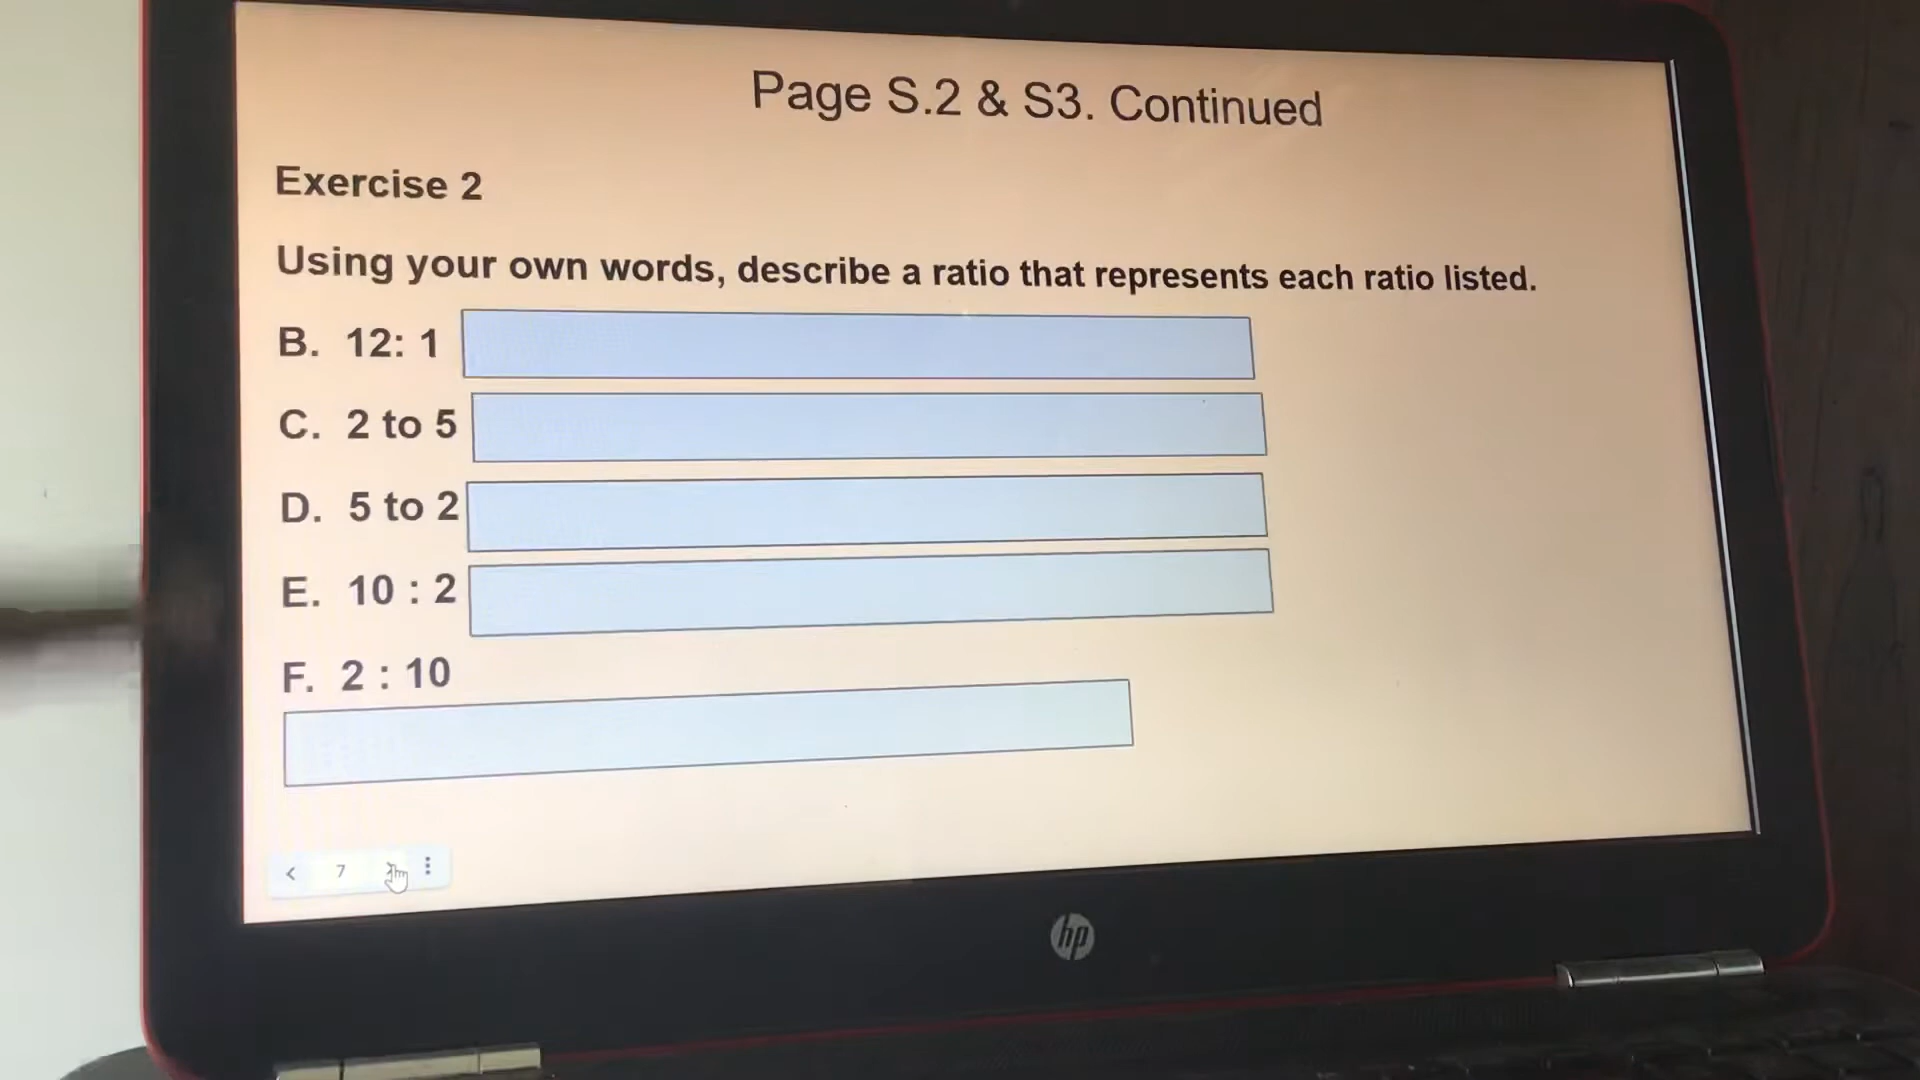 Page S.2 & S3. Continued
Exercise 2
Using your own words, describe a ratio that represents each ratio listed.
B. 12: 1
C. 2 to 5
D. 5 to 2
E. 10 : 2
F. 2 : 10
7
hp